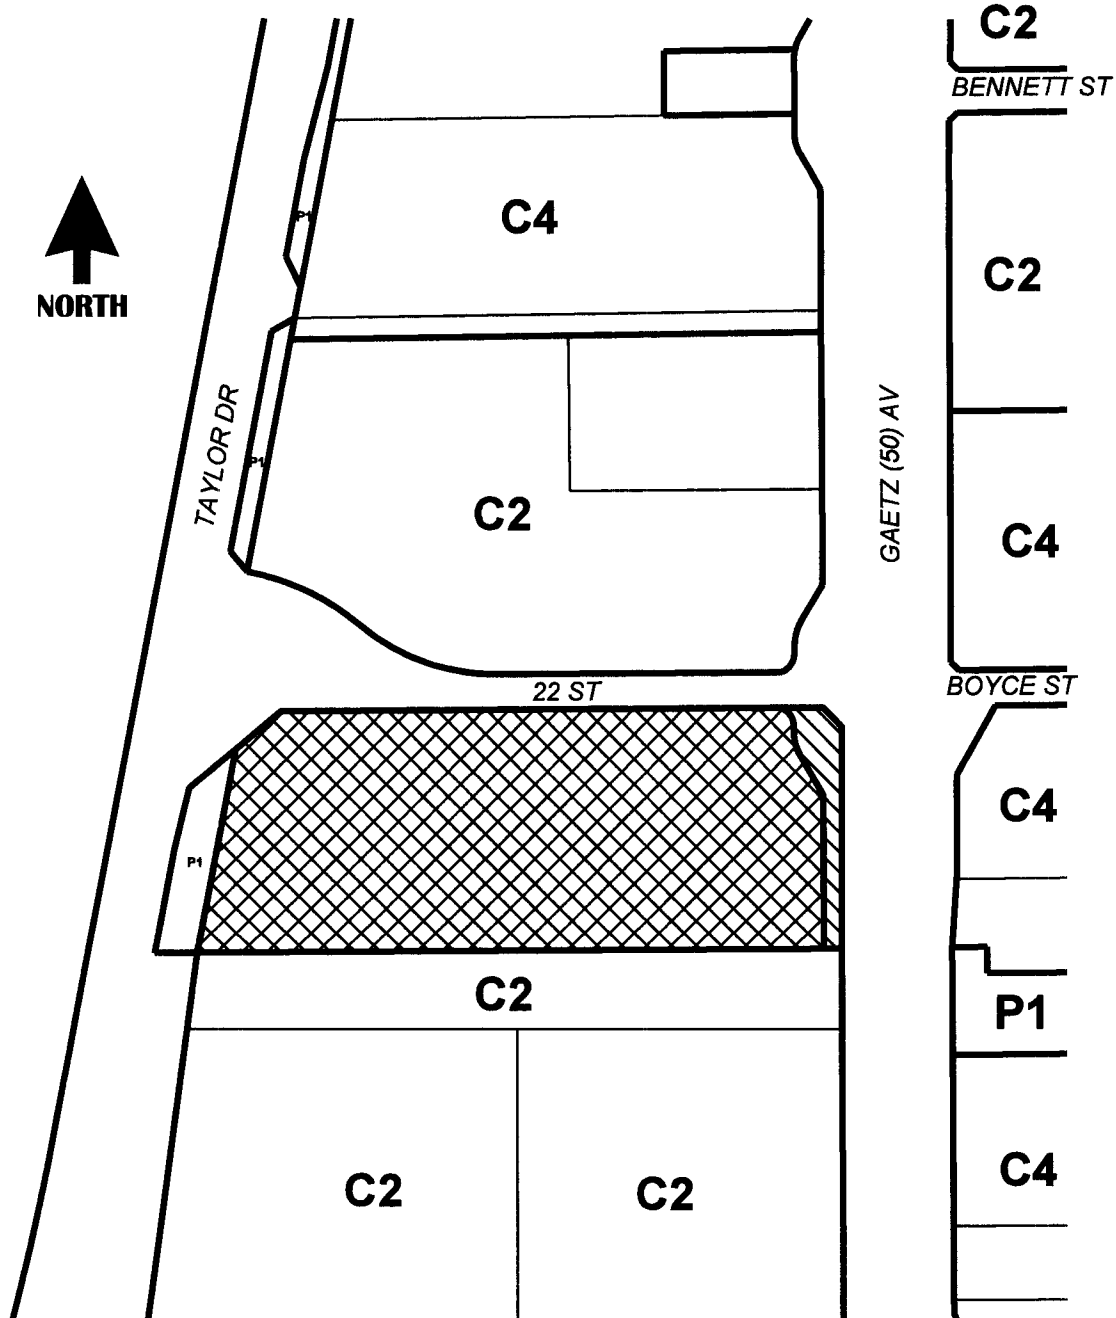 C2
BENNETT ST
P1
C4
C2
NORTH
TAYLOR DR
GAETZ (50) AV
P1
C2
C4
22 ST
BOYCE ST
C4
P1
C2
P1
C2
C2
C4